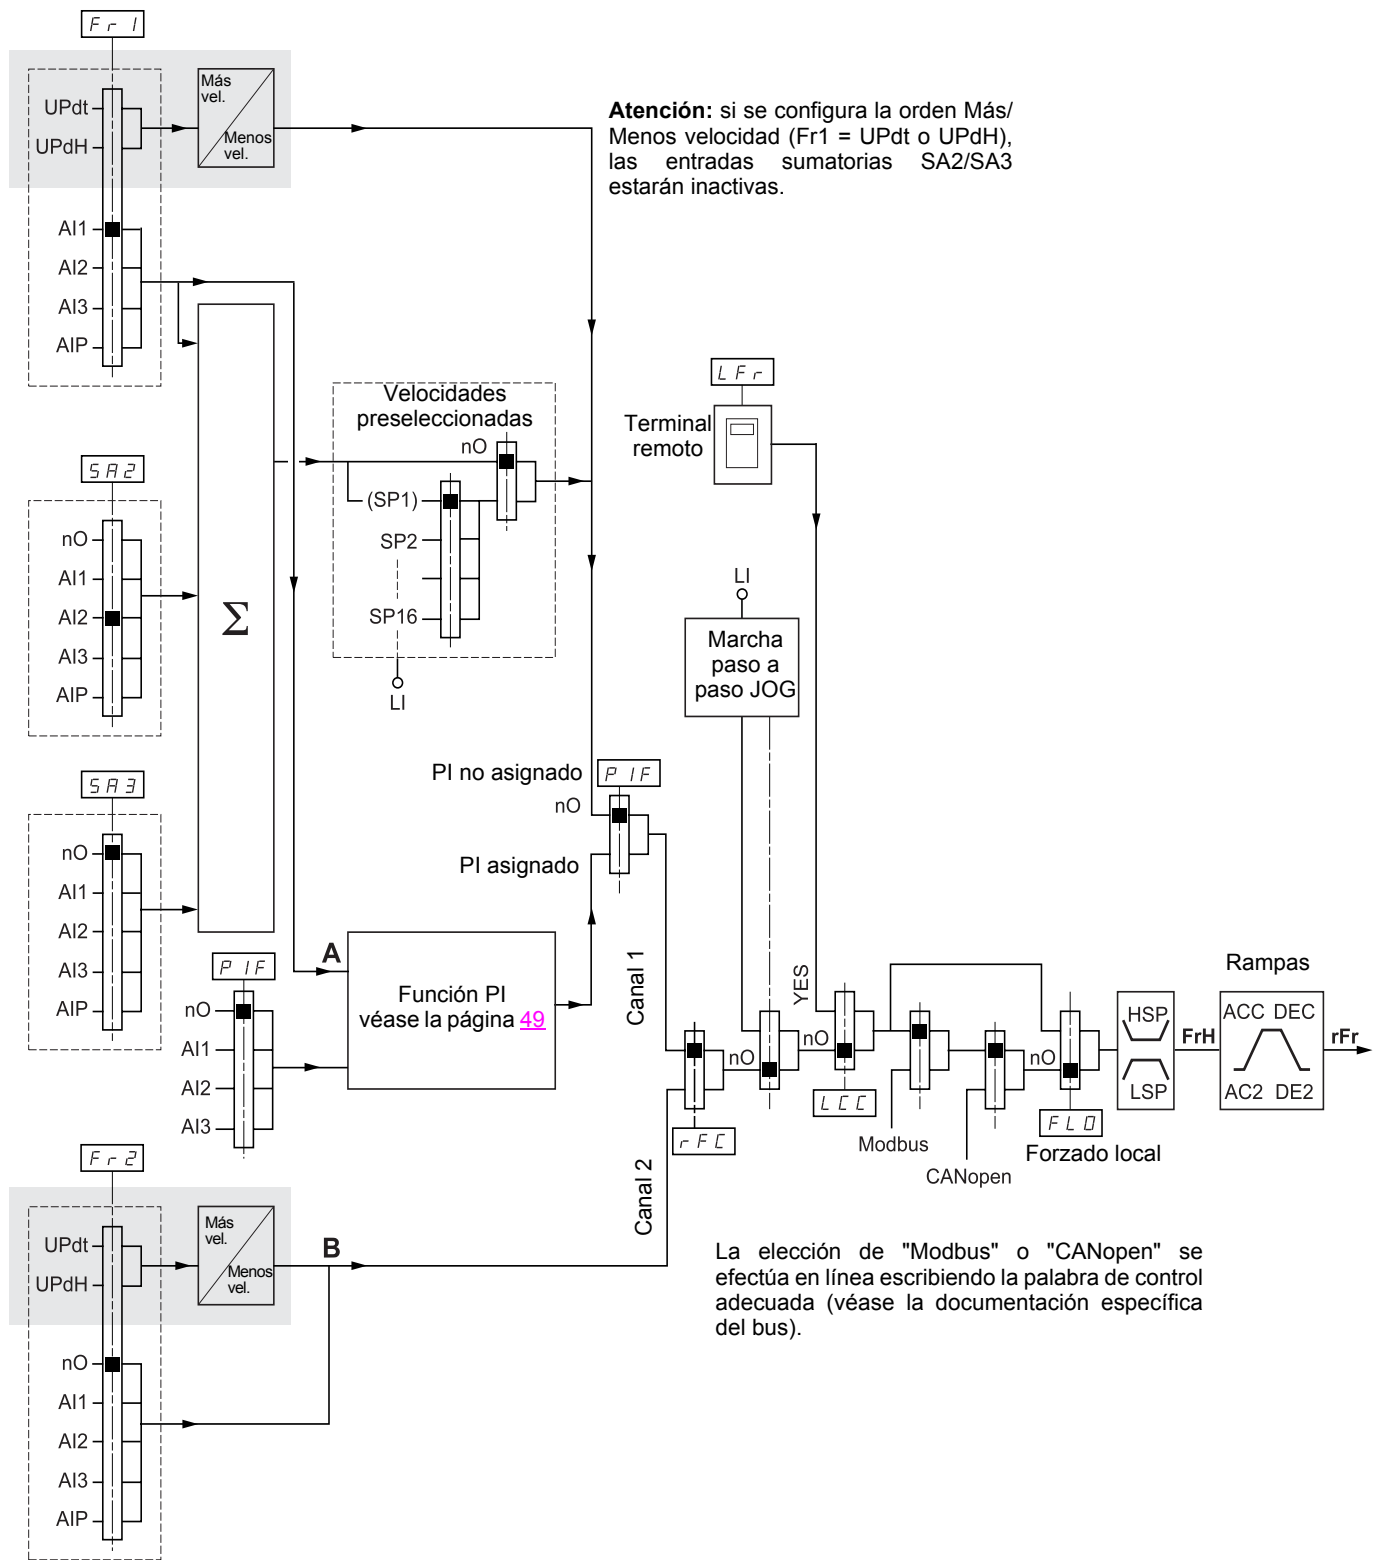 Fr1
UPdt
UPdH
Más
vel.
Menos
vel.
AI1
AI2
AI3
AIP
Atención: si se configura la orden Más/
Menos velocidad (Fr1 = UPdt o UPdH),
las entradas sumatorias SA2/SA3
estarán inactivas.
SA2
nO
AI1
AI2
AI3
AIP
Σ
Velocidades
preseleccionadas
nO
(SP1)
SP2
SP16
LI
LFr
Terminal
remoto
LI
Marcha
paso a
paso JOG
SA3
nO
AI1
AI2
AI3
AIP
PI no asignado
PIF
nO
PI asignado
PIF
nO
AI1
AI2
AI3
A
Función PI
véase la página 49
Canal 1
YES
nO
nO
nO
rFC
LCC
Modbus
CANopen
FLO
Forzado local
HSP
LSP
FrH
Rampas
ACC DEC
AC2 DE2
rFr
Fr2
UPdt
UPdH
Más
vel.
Menos
vel.
B
Canal 2
nO
AI1
AI2
AI3
AIP
La elección de "Modbus" o "CANopen" se
efectúa en línea escribiendo la palabra de control
adecuada (véase la documentación específica
del bus).